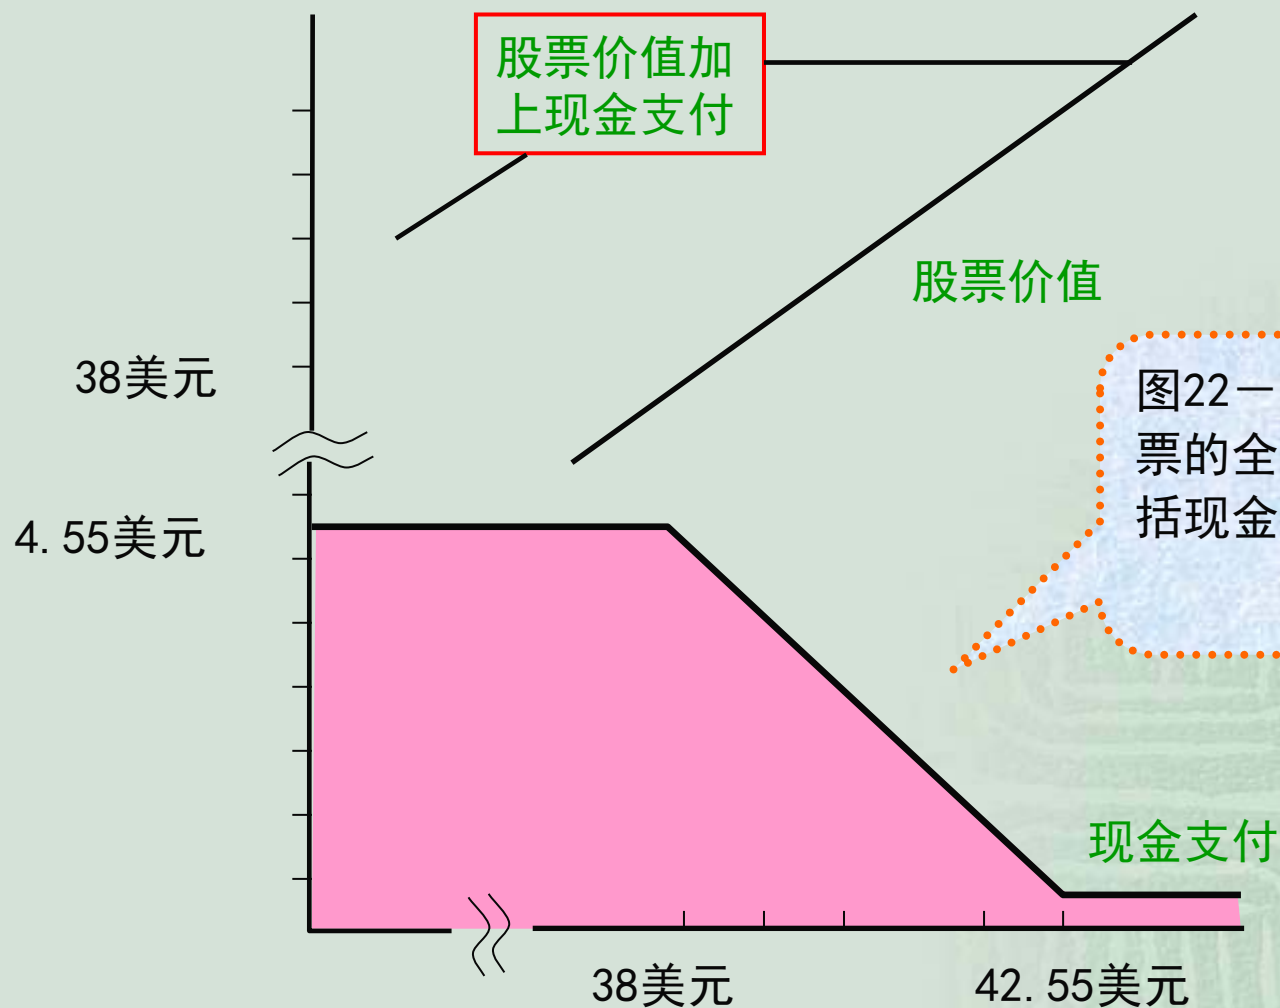 股票价值加
上现金支付
股票价值
38美元
图22－
票的全
括现金
4.55美元
现金支付
38美元
42.55美元